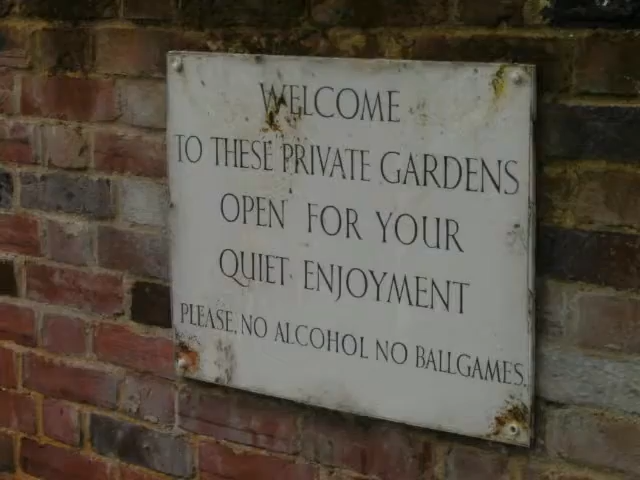 WELCOME
TO THESE PRIVATE GARDENS
OPEN FOR YOUR
QUIET ENJOYMENT
PLEASE, NO ALCOHOL NO BALLGAMES.